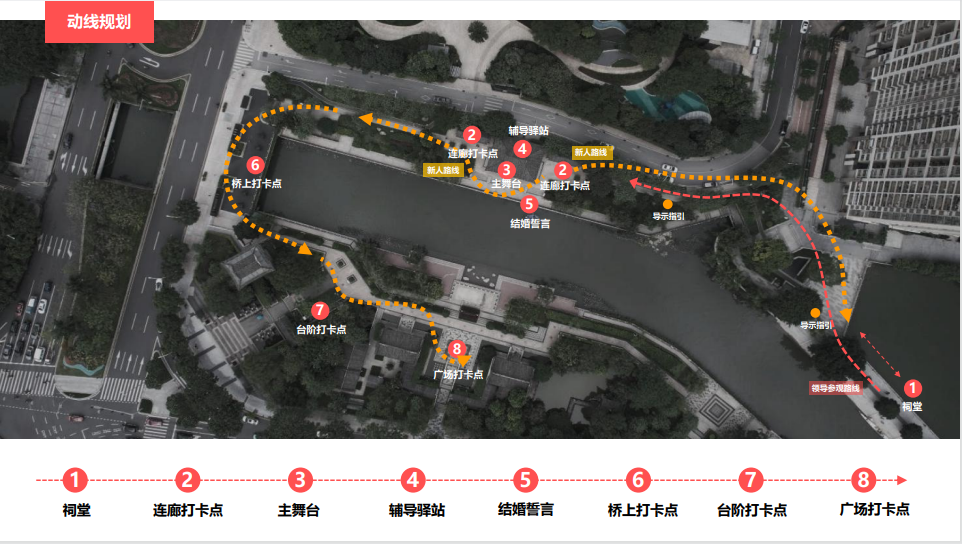 动线规划
2
辅导驿站
连廊打卡点
4
新人路线
6
新人路线
3
2
桥上打卡点
主舞台
连廊打卡点
5
导示指引
结婚誓言
7
导示指引
台阶打卡点
8
广场打卡点
领导参观路线
1
祠堂
1
2
3
4
5
6
7
8
祠堂
连廊打卡点
主舞台
辅导驿站
结婚誓言
桥上打卡点
台阶打卡点
广场打卡点